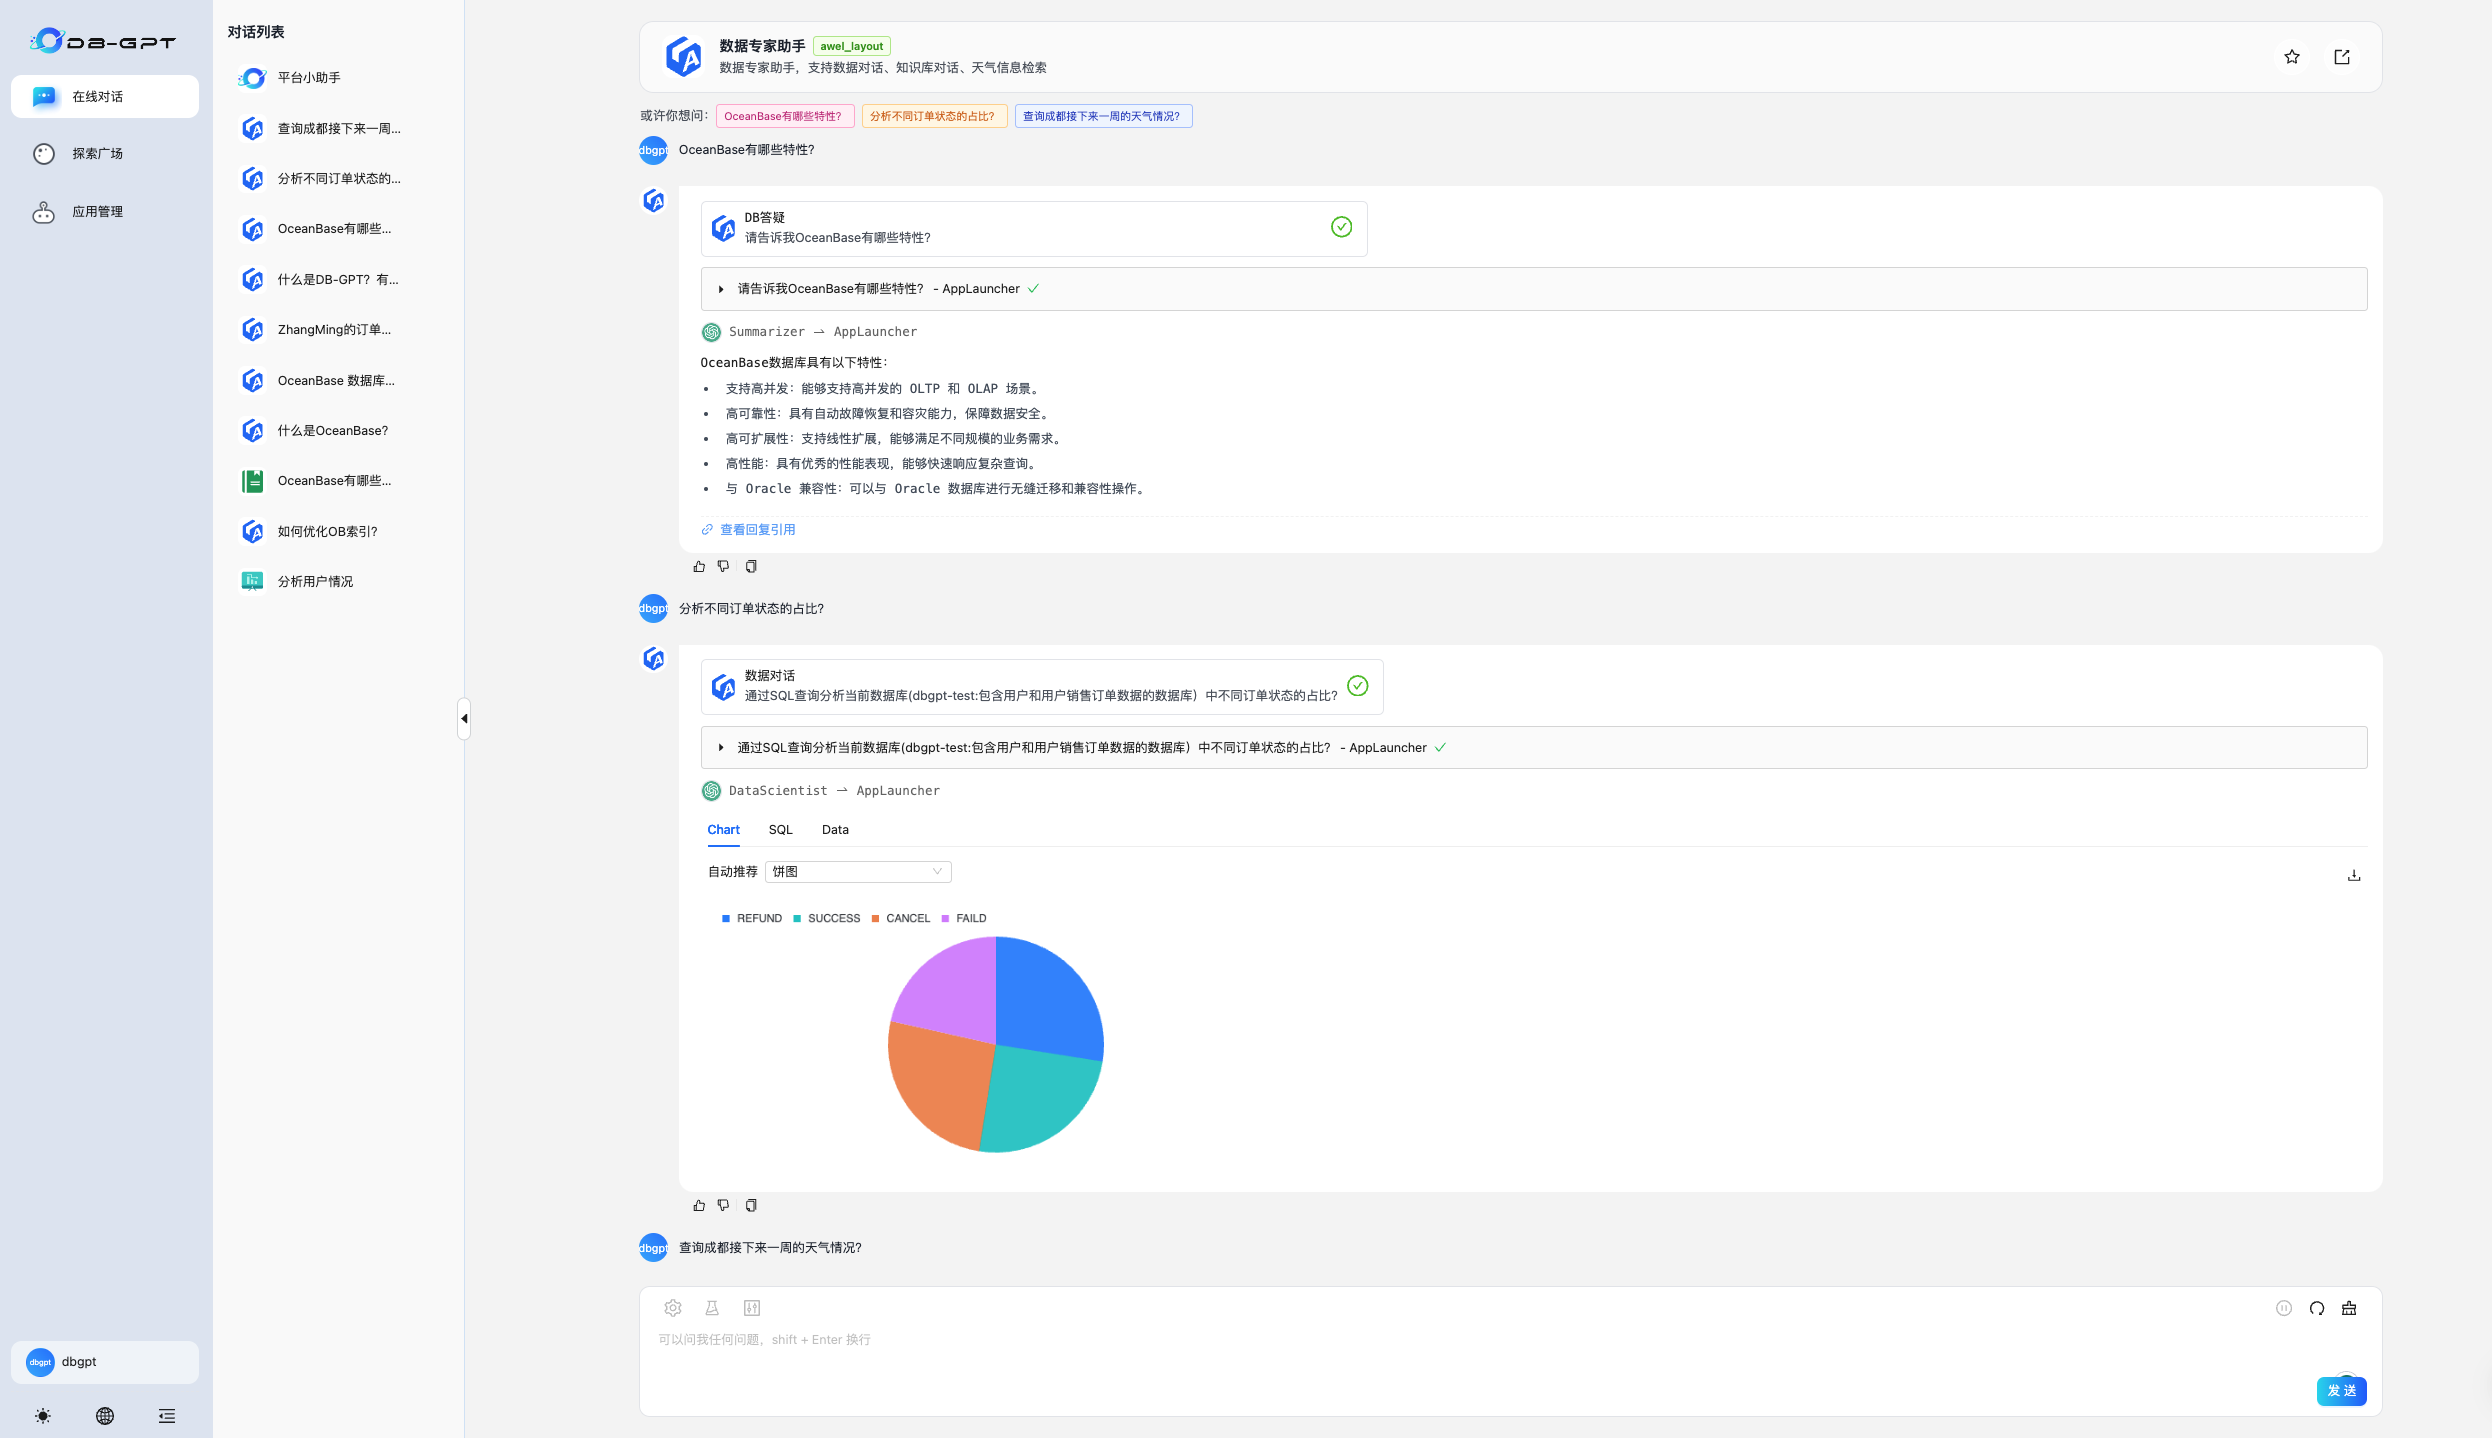 DB-GPT
在线对话
探索广场
应用管理
dbgpt
dbgpt
对话列表
平台小助手
查询成都接下来一周...
分析不同订单状态的...
OceanBase有哪些...
什么是DB-GPT？有...
ZhangMing的订单...
OceanBase 数据库...
什么是OceanBase?
OceanBase有哪些...
如何优化OB索引?
分析用户情况
数据专家助手 awel_layout
数据专家助手，支持数据对话、知识库对话、天气信息检索
或许你想问： OceanBase有哪些特性? 分析不同订单状态的占比? 查询成都接下来一周的天气情况?
dbgpt OceanBase有哪些特性?
DB答疑
请告诉我OceanBase有哪些特性?
请告诉我OceanBase有哪些特性? - AppLauncher
Summarizer → AppLauncher
OceanBase数据库具有以下特性：
• 支持高并发：能够支持高并发的 OLTP 和 OLAP 场景。
• 高可靠性：具有自动故障恢复和容灾能力，保障数据安全。
• 高可扩展性：支持线性扩展，能够满足不同规模的业务需求。
• 高性能：具有优秀的性能表现，能够快速响应复杂查询。
• 与 Oracle 兼容性：可以与 Oracle 数据库进行无缝迁移和兼容性操作。
查看回复引用
dbgpt 分析不同订单状态的占比?
数据对话
通过SQL查询分析当前数据库(dbgpt-test:包含用户和用户销售订单数据的数据库）中不同订单状态的占比?
通过SQL查询分析当前数据库(dbgpt-test:包含用户和用户销售订单数据的数据库）中不同订单状态的占比? - AppLauncher
DataScientist → AppLauncher
Chart SQL Data
自动推荐 饼图
REFUND SUCCESS CANCEL FAILD
dbgpt 查询成都接下来一周的天气情况?
可以问我任何问题，shift + Enter 换行
发 送